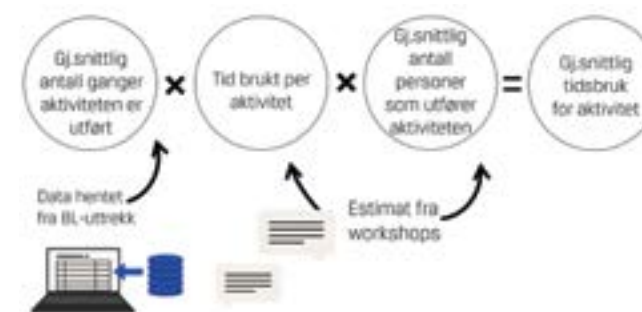 Gj.snittlig
antall ganger
aktiviteten er
utført
×
Tid brukt per
aktivitet
×
Gj.snittlig
antall
personer
som utfører
aktiviteten
=
Gj.snittlig
tidsbruk
for aktivitet
Data hentet
fra BL-uttrekk
Estimat fra
workshops